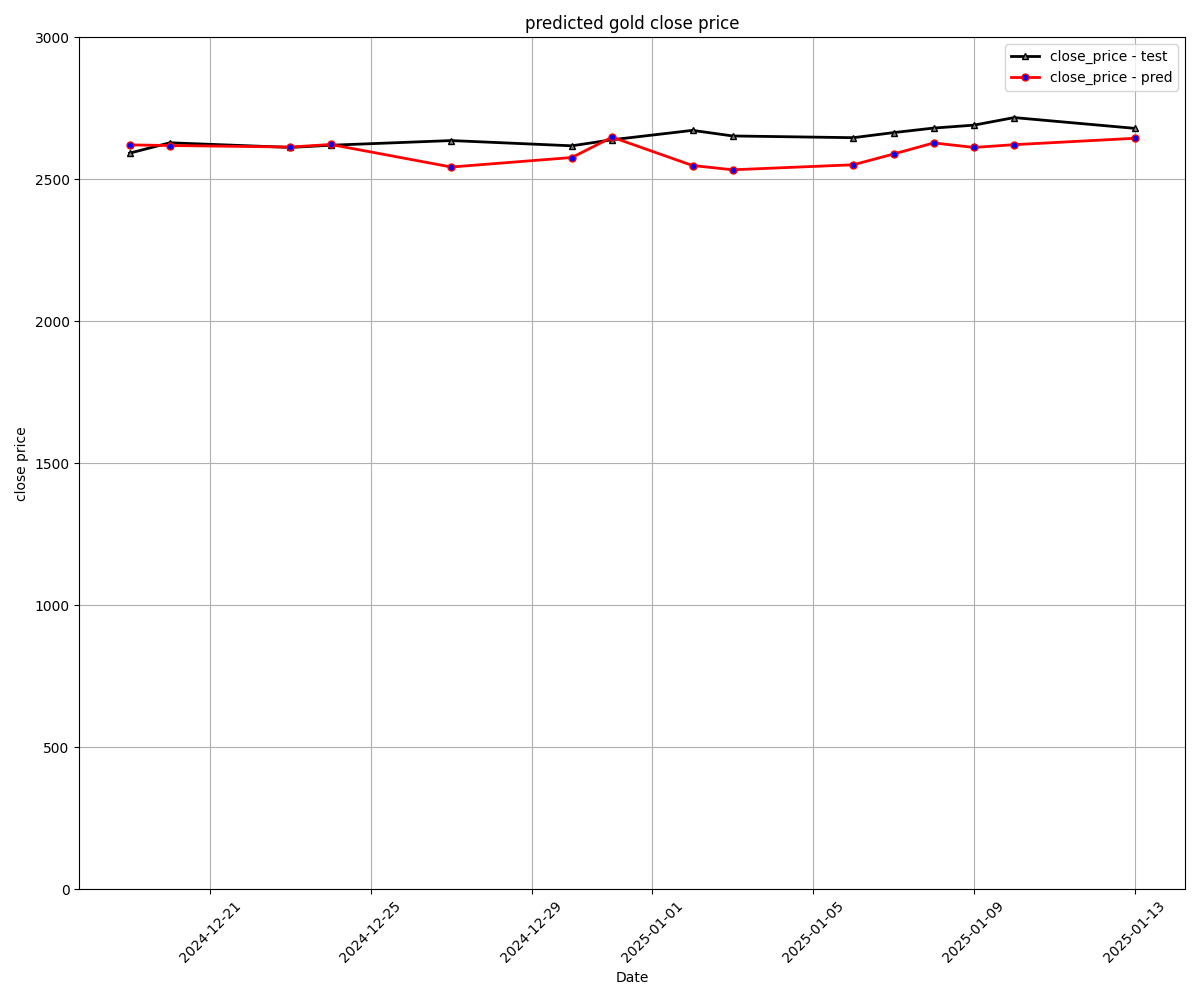 predicted gold close price
close_price - test
close_price - pred
3000
2500
2000
1500
1000
500
0
close price
2024-12-21
2024-12-25
2024-12-29
2025-01-01
2025-01-05
2025-01-09
2025-01-13
Date